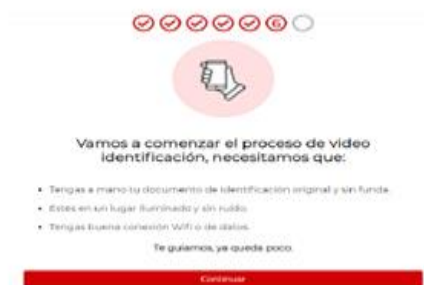 6
Vamos a comenzar el proceso de video
identificación, necesitamos que:
• Tengas a mano tu documento de identificación original y sin funda.
• Estés en un lugar iluminado y sin ruido.
• Tengas buena conexión Wifi o de datos.
Te guiamos, ya queda poco.
Continuar